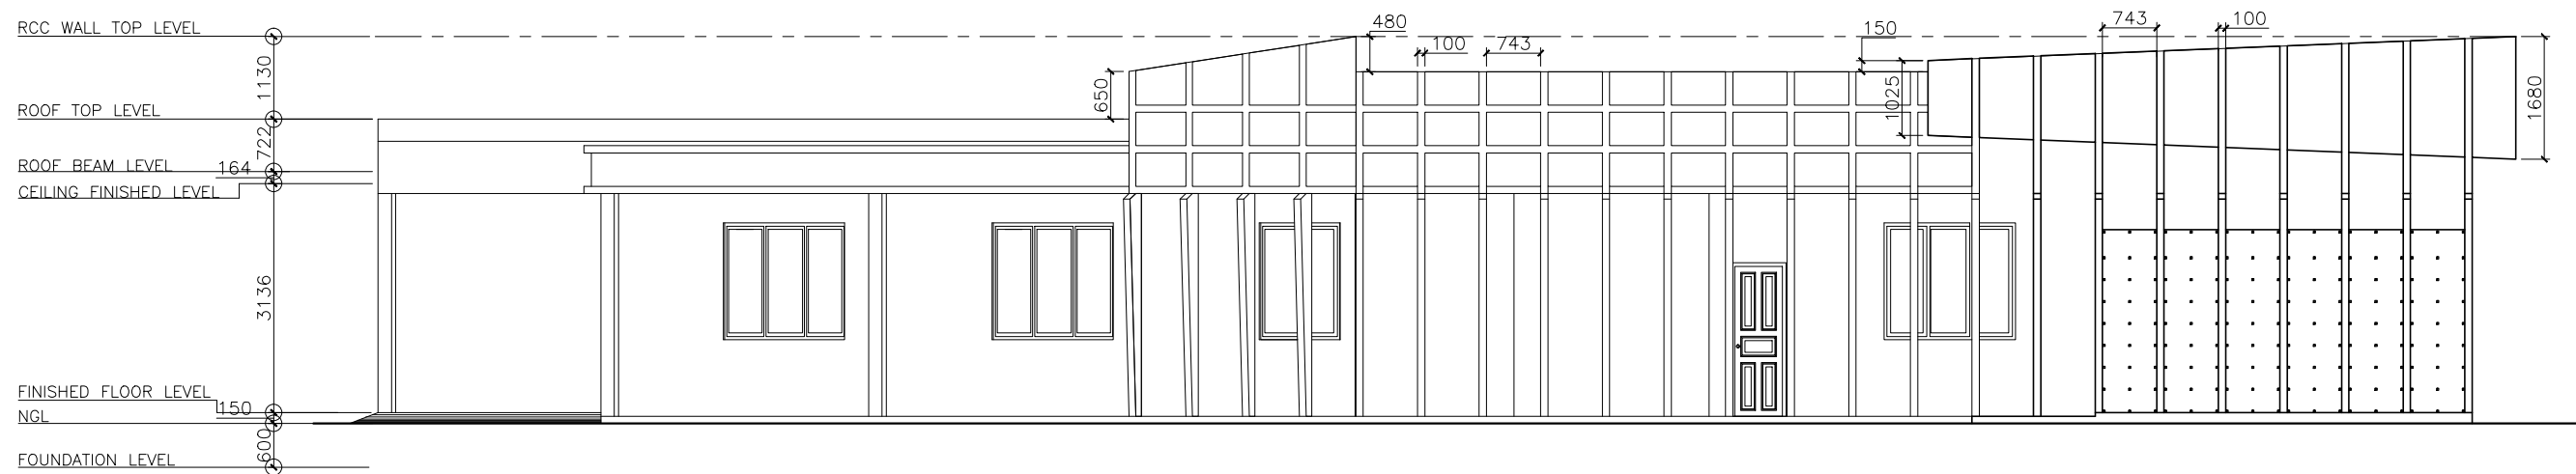 RCC WALL TOP LEVEL
1130
ROOF TOP LEVEL
722
ROOF BEAM LEVEL
164
CEILING FINISHED LEVEL
3136
FINISHED FLOOR LEVEL
150
NGL
600
FOUNDATION LEVEL
650
480
100
743
150
1025
743
100
1680